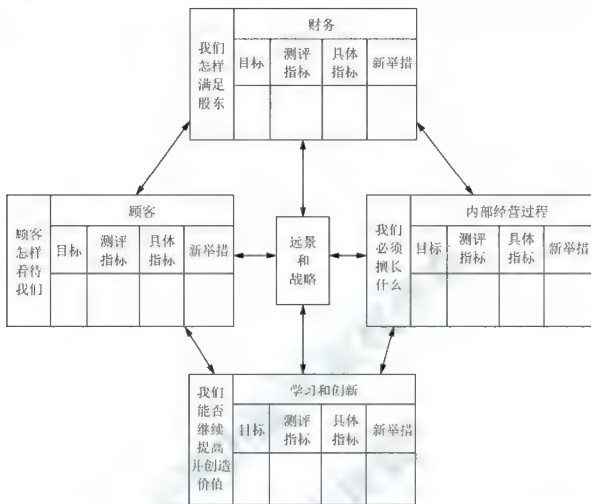 我们
怎样
满足
股东
财务
目标
测评
指标
具体
指标
新举措
顾客
怎样
看待
我们
顾客
目标
测评
指标
具体
指标
新举措
远景
和
战略
我们
必须
擅长
什么
内部经营过程
目标
测评
指标
具体
指标
新举措
我们
能否
继续
提高
并创造
价值
学习和创新
目标
测评
指标
具体
指标
新举措